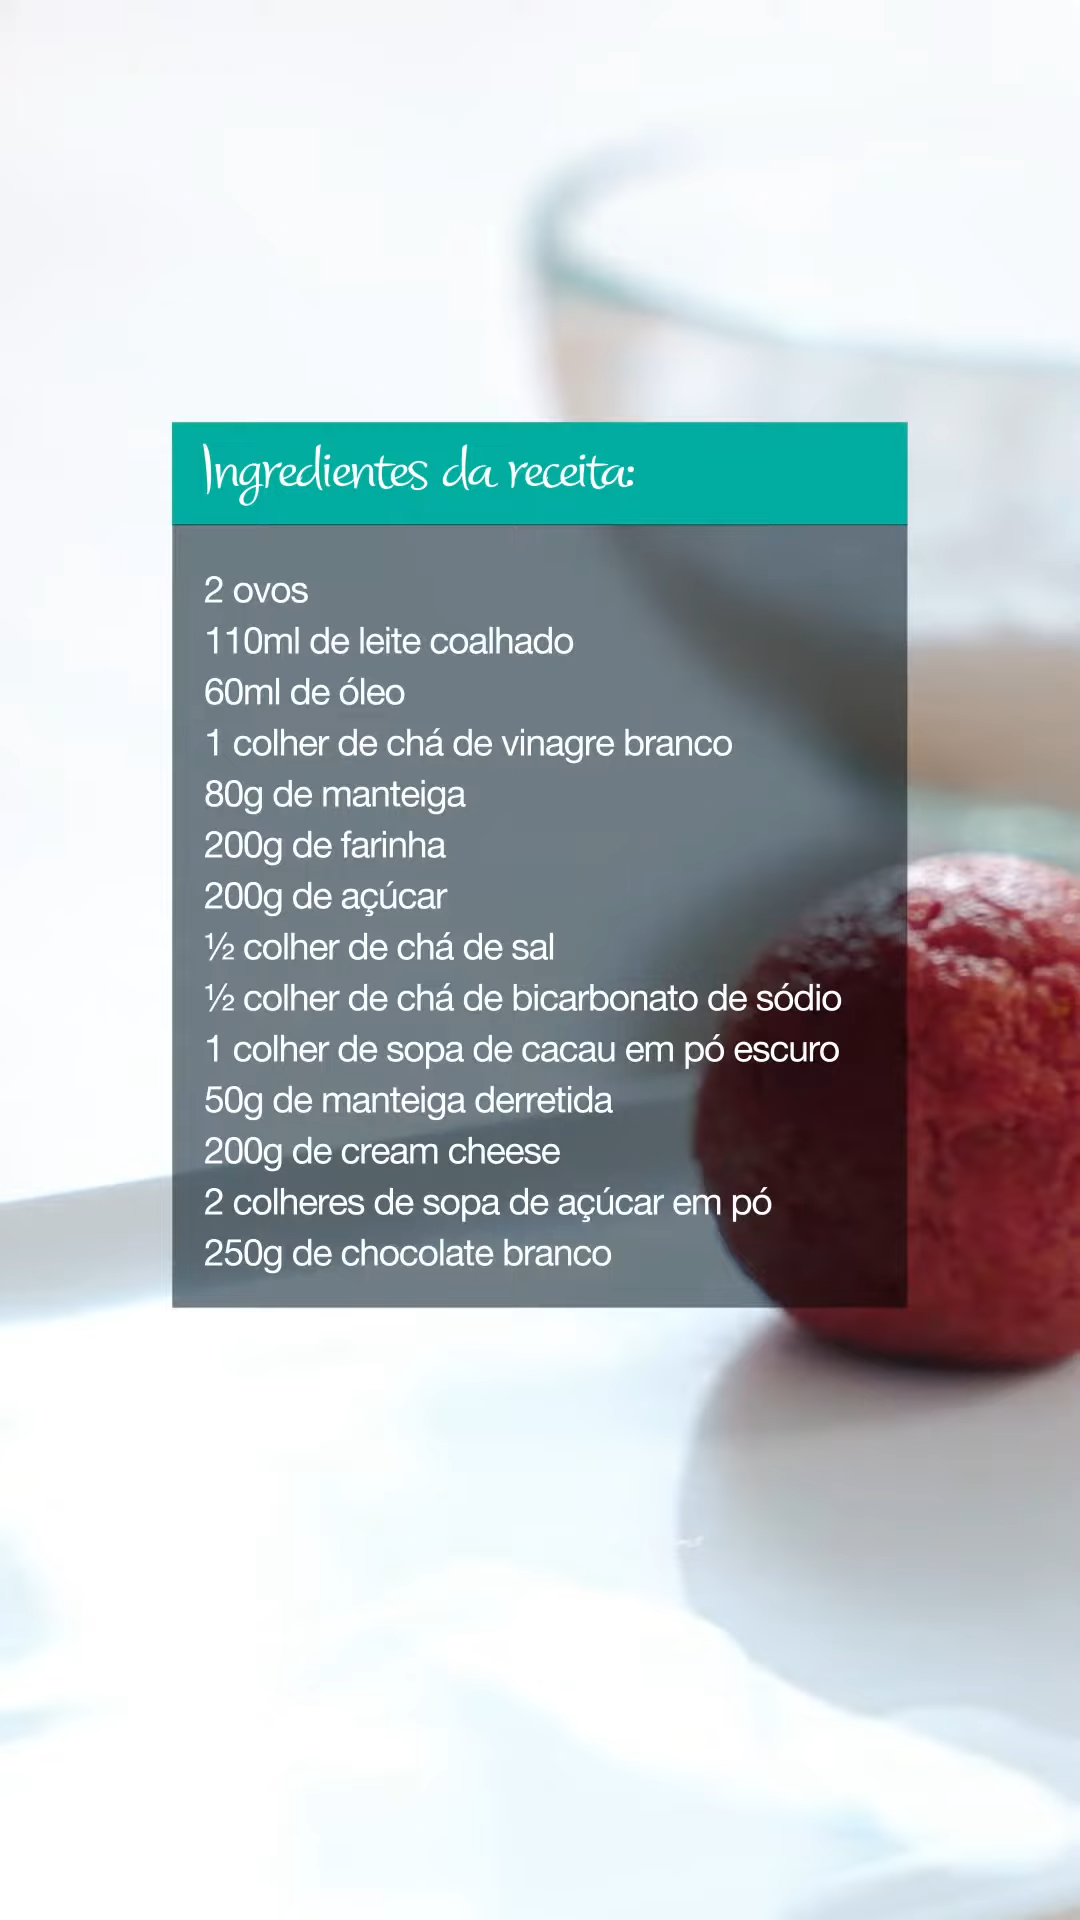 Ingredientes da receita:
2 ovos
110ml de leite coalhado
60ml de óleo
1 colher de chá de vinagre branco
80g de manteiga
200g de farinha
200g de açúcar
½ colher de chá de sal
½ colher de chá de bicarbonato de sódio
1 colher de sopa de cacau em pó escuro
50g de manteiga derretida
200g de cream cheese
2 colheres de sopa de açúcar em pó
250g de chocolate branco